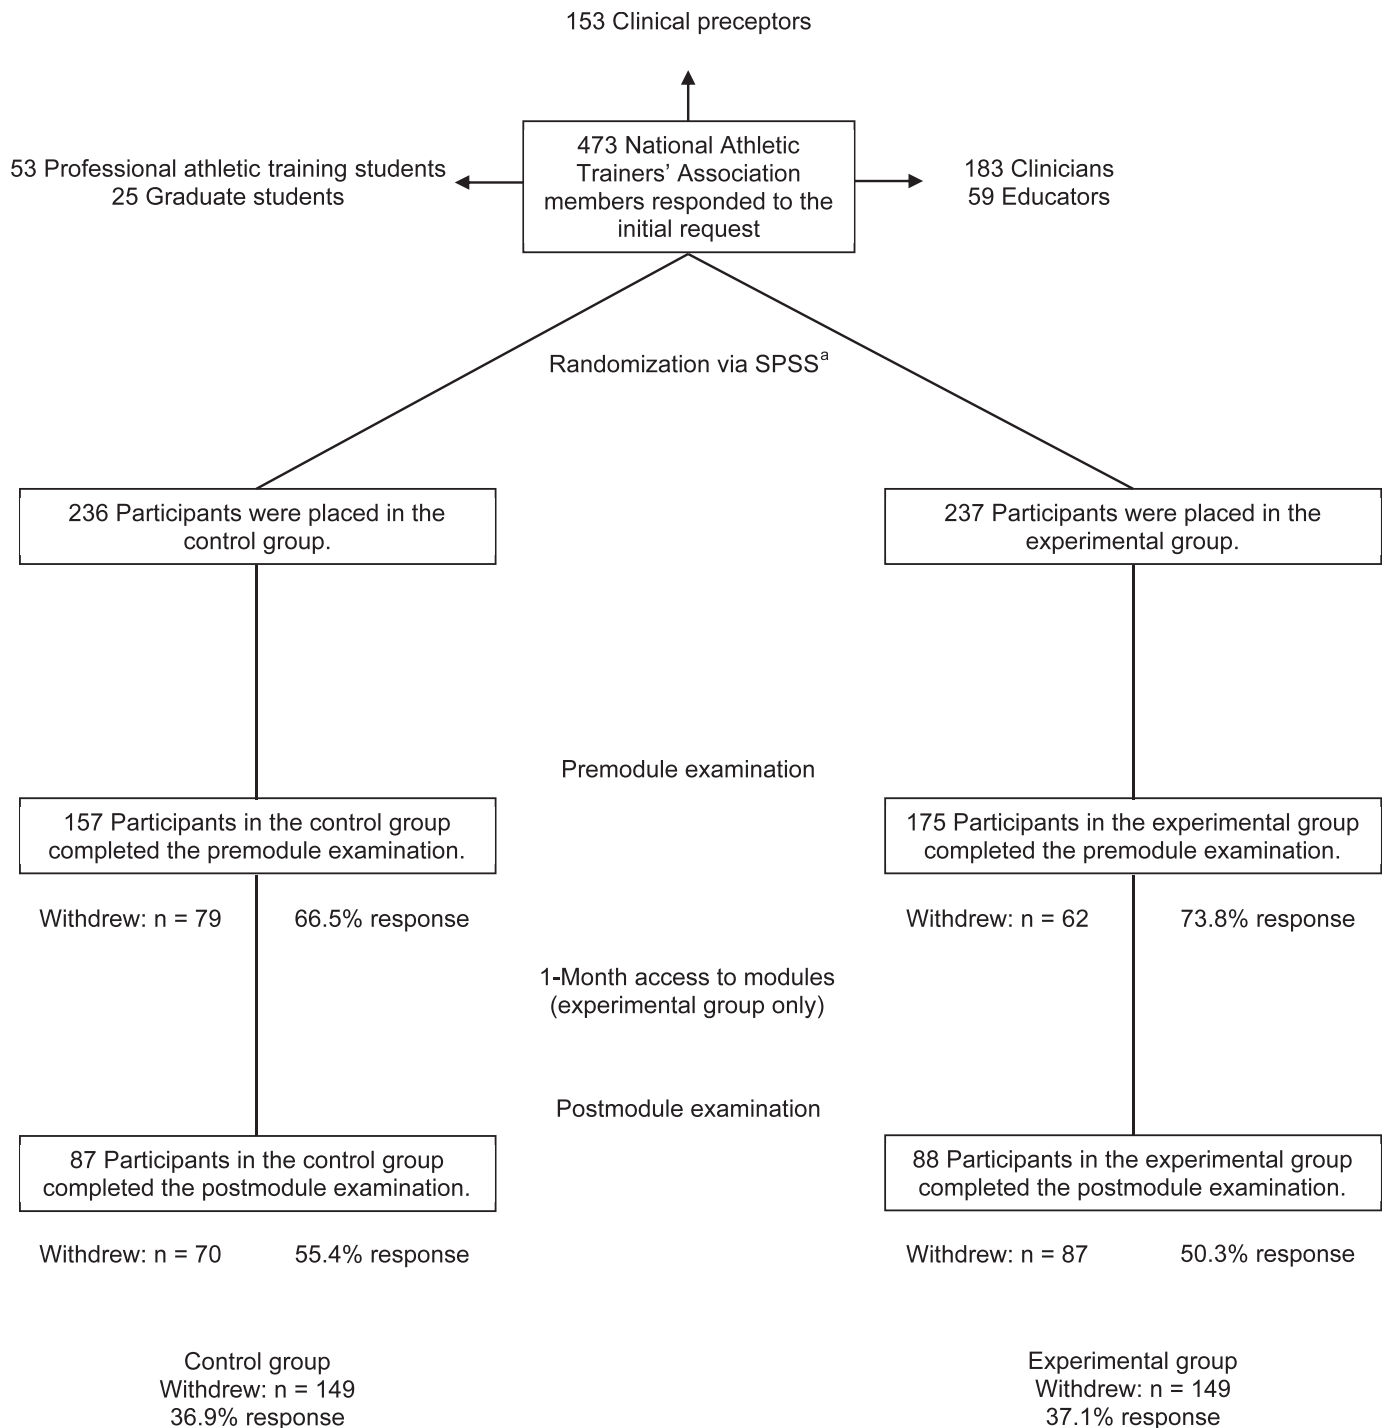 153 Clinical preceptors
473 National Athletic
Trainers’ Association
members responded to the
initial request
53 Professional athletic training students
25 Graduate students
183 Clinicians
59 Educators
Randomization via SPSSᵃ
236 Participants were placed in the
control group.
237 Participants were placed in the
experimental group.
Premodule examination
157 Participants in the control group
completed the premodule examination.
175 Participants in the experimental group
completed the premodule examination.
Withdrew: n = 79 66.5% response
Withdrew: n = 62 73.8% response
1-Month access to modules
(experimental group only)
Postmodule examination
87 Participants in the control group
completed the postmodule examination.
88 Participants in the experimental group
completed the postmodule examination.
Withdrew: n = 70 55.4% response
Withdrew: n = 87 50.3% response
Control group
Withdrew: n = 149
36.9% response
Experimental group
Withdrew: n = 149
37.1% response